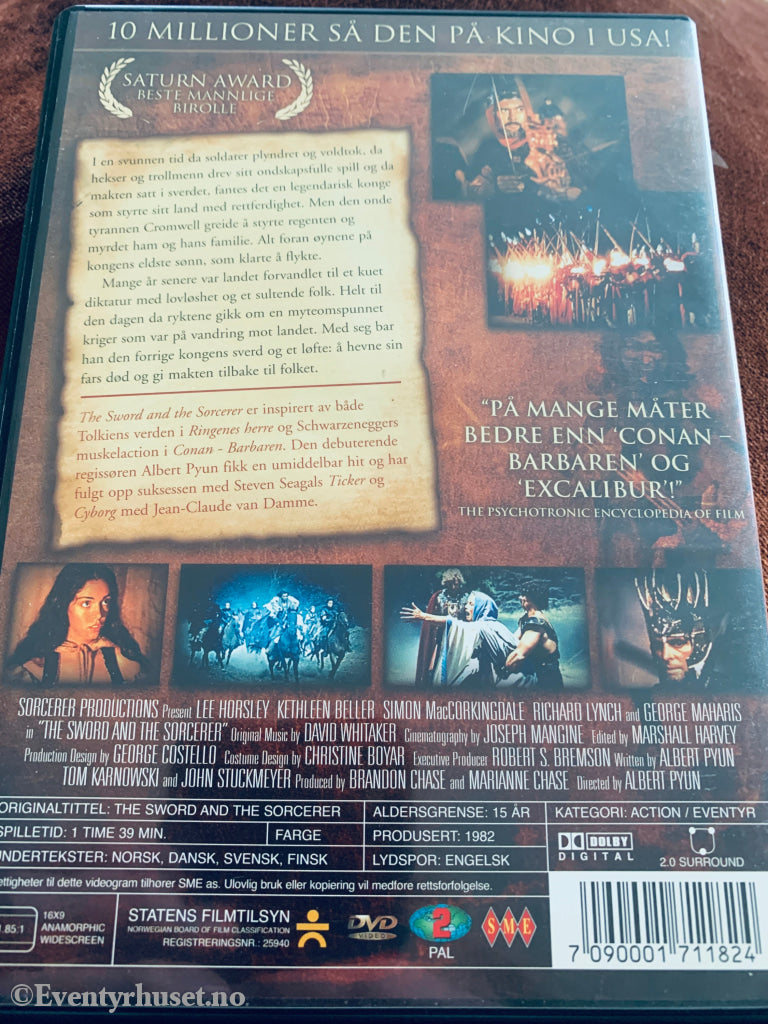 10 MILLIONER SÅ DEN PÅ KINO I USA!
SATURN AWARD
BESTE MANNLIGE
BIROLLE
I en svunnen tid da soldater plyndret og voldtok, da
hekser og trollmenn drev sitt ondskapsfulle spill og da
makten satt i sverdet, fantes det en legendarisk konge
som styrte sitt land med rettferdighet. Men den onde
tyrannen Cromwell greide å styrte regenten og
myrdet ham og hans familie. Alt foran øynene på
kongens eldste sønn, som klarte å flykte.
Mange år senere var landet forvandlet til et kuet
diktatur med lovløshet og et sultende folk. Helt til
den dagen da ryktene gikk om en myteomspunnet
kriger som var på vandring mot landet. Med seg bar
han den forrige kongens sverd og et løfte: å hevne sin
fars død og gi makten tilbake til folket.
The Sword and the Sorcerer er inspirert av både
Tolkiens verden i Ringenes herre og Schwarzeneggers
muskelaction i Conan - Barbaren. Den debuterende
regissøren Albert Pyun fikk en umiddelbar hit og har
fulgt opp suksessen med Steven Seagals Ticker og
Cyborg med Jean-Claude van Damme.
"PÅ MANGE MÅTER
BEDRE ENN 'CONAN –
BARBAREN' OG
'EXCALIBUR'!"
THE PSYCHOTRONIC ENCYCLOPEDIA OF FILM
SORCERER PRODUCTIONS Present LEE HORSLEY KETHLEEN BELLER SIMON MacCORKINGDALE RICHARD LYNCH and GEORGE MAHARIS
in "THE SWORD AND THE SORCERER" Original Music by DAVID WHITAKER Cinematography by JOSEPH MANGINE Edited by MARSHALL HARVEY
Production Design by GEORGE COSTELLO Costume Design by CHRISTINE BOYAR Executive Producer ROBERT S. BREMSON Written by ALBERT PYUN
TOM KARNOWSKI and JOHN STUCKMEYER Produced by BRANDON CHASE and MARIANNE CHASE Directed by ALBERT PYUN
ORIGINALTITTEL: THE SWORD AND THE SORCERER
ALDERSGRENSE: 15 ÅR
KATEGORI: ACTION / EVENTYR
SPILLETID: 1 TIME 39 MIN.
FARGE
PRODUSERT: 1982
UNDERTEKSTER: NORSK, DANSK, SVENSK, FINSK
LYDSPOR: ENGELSK
DOLBY
DIGITAL
2.0 SURROUND
ettigheter til dette videogram tilhører SME as. Ulovlig bruk eller kopiering vil medføre rettsforfølgelse.
1.85:1
16X9
ANAMORPHIC
WIDESCREEN
STATENS FILMTILSYN
NORWEGIAN BOARD OF FILM CLASSIFICATION
REGISTRERINGSNR.: 25940
DVD
VIDEO
2
PAL
SME
7 090001 711824
©Eventyrhuset.no